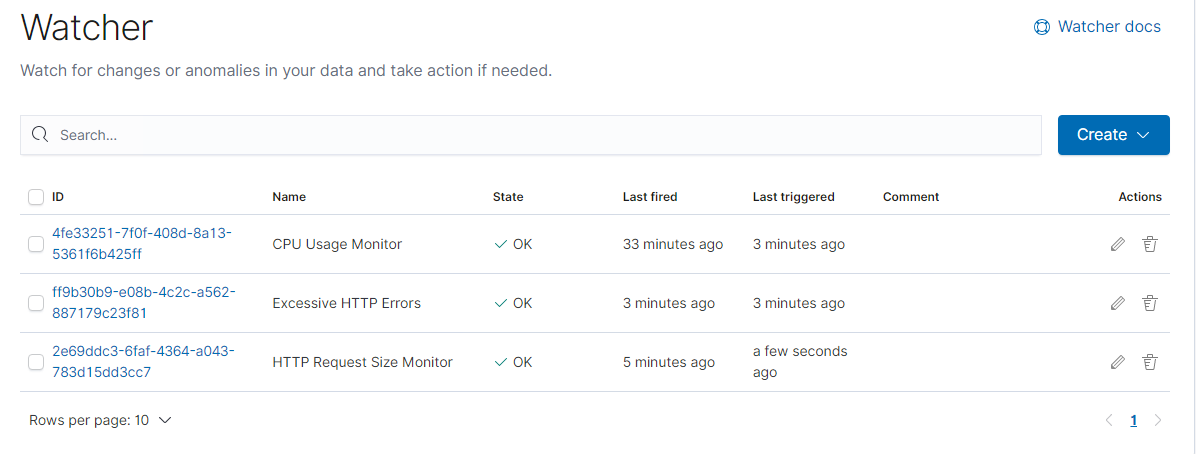 Watcher
Watcher docs
Watch for changes or anomalies in your data and take action if needed.
Search...
Create
ID Name State Last fired Last triggered Comment Actions
4fe33251-7f0f-408d-8a13-
5361f6b425ff
CPU Usage Monitor OK 33 minutes ago 3 minutes ago
ff9b30b9-e08b-4c2c-a562-
887179c23f81
Excessive HTTP Errors OK 3 minutes ago 3 minutes ago
2e69ddc3-6faf-4364-a043-
783d15dd3cc7
HTTP Request Size Monitor OK 5 minutes ago a few seconds
ago
Rows per page: 10
1